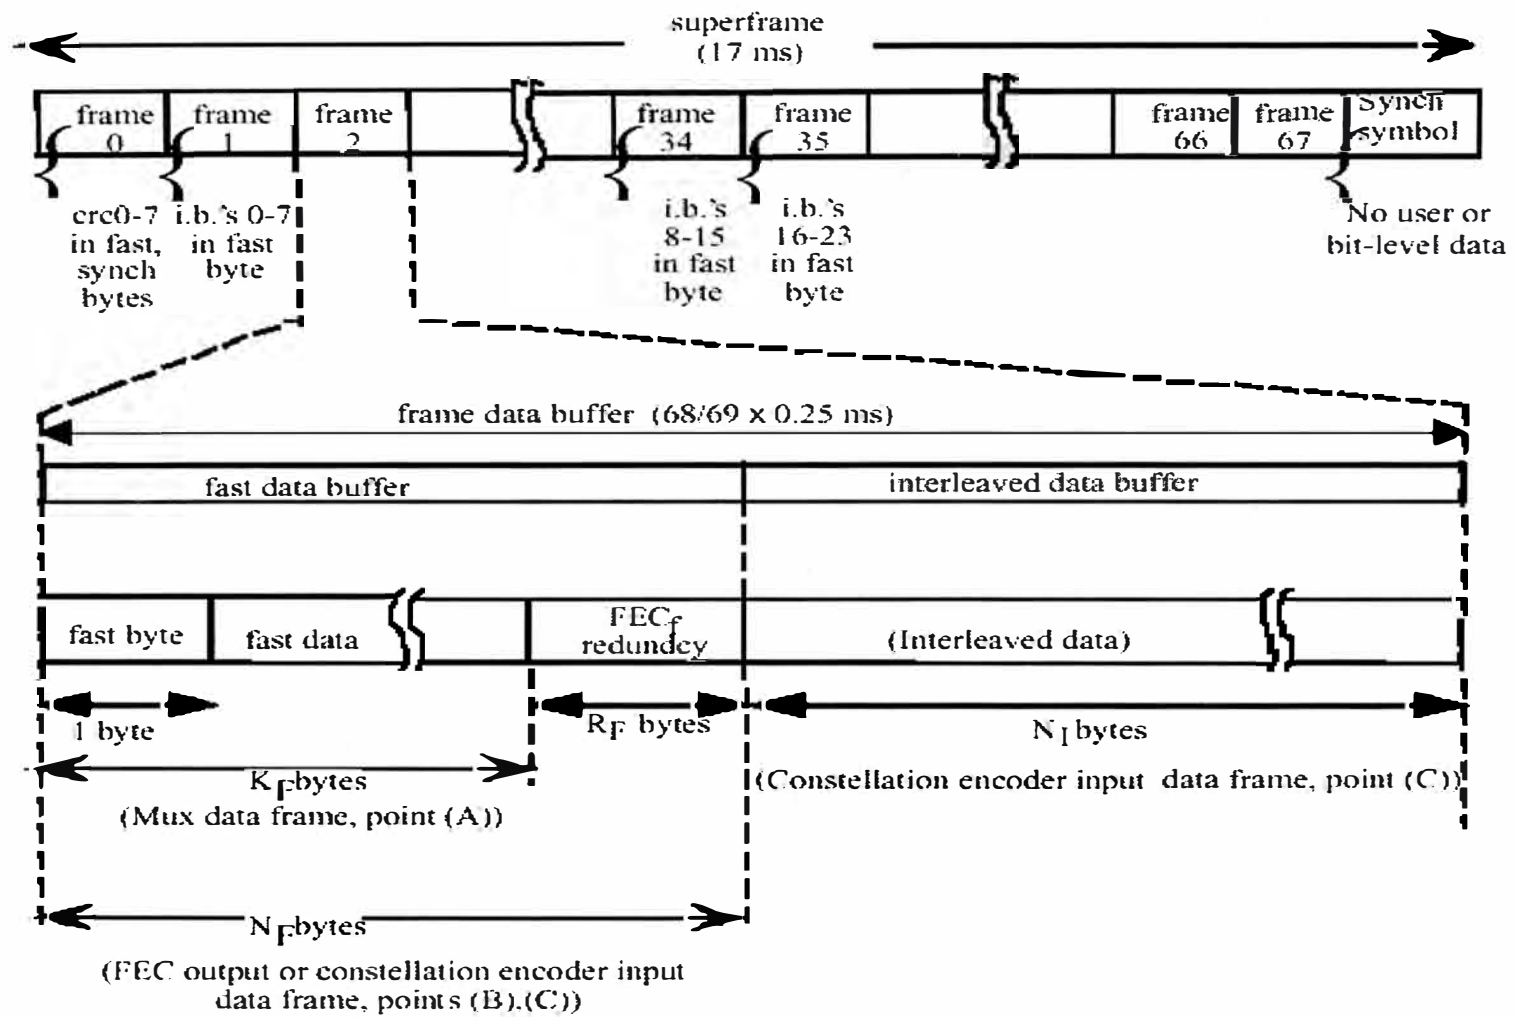 superframe
(17 ms)
frame 0
frame 1
frame 2
frame 34
frame 35
frame 66
frame 67
Synch symbol
crc0-7
in fast,
synch
bytes
i.b.'s 0-7
in fast
byte
i.b.'s
8-15
in fast
byte
i.b.'s
16-23
in fast
byte
No user or
bit-level data
frame data buffer (68/69 x 0.25 ms)
fast data buffer
interleaved data buffer
fast byte
fast data
FECf
redundcy
(Interleaved data)
1 byte
RF bytes
NI bytes
KF bytes
(Mux data frame, point (A))
(Constellation encoder input data frame, point (C))
NF bytes
(FEC output or constellation encoder input
data frame, points (B),(C))